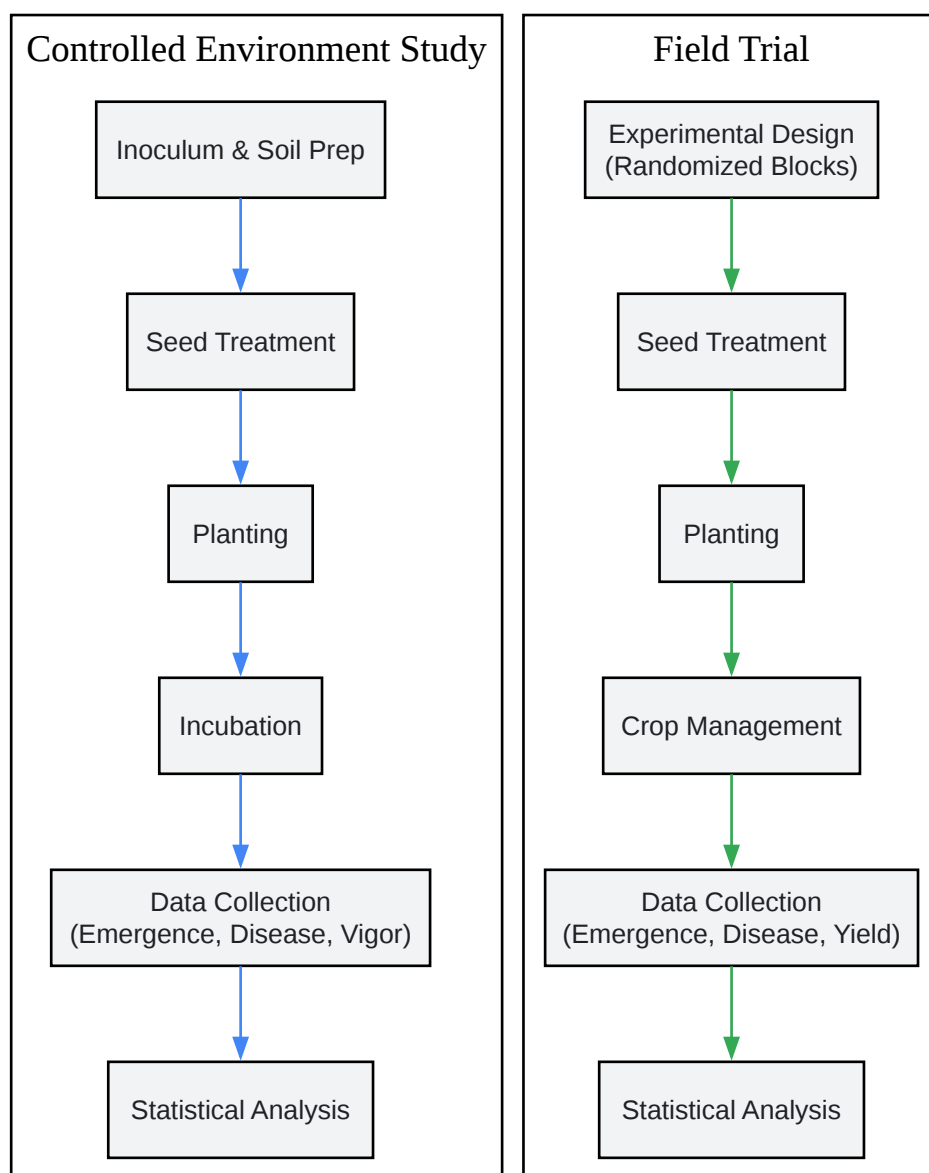 Controlled Environment Study
Inoculum & Soil Prep
Seed Treatment
Planting
Incubation
Data Collection
(Emergence, Disease, Vigor)
Statistical Analysis
Field Trial
Experimental Design
(Randomized Blocks)
Seed Treatment
Planting
Crop Management
Data Collection
(Emergence, Disease, Yield)
Statistical Analysis